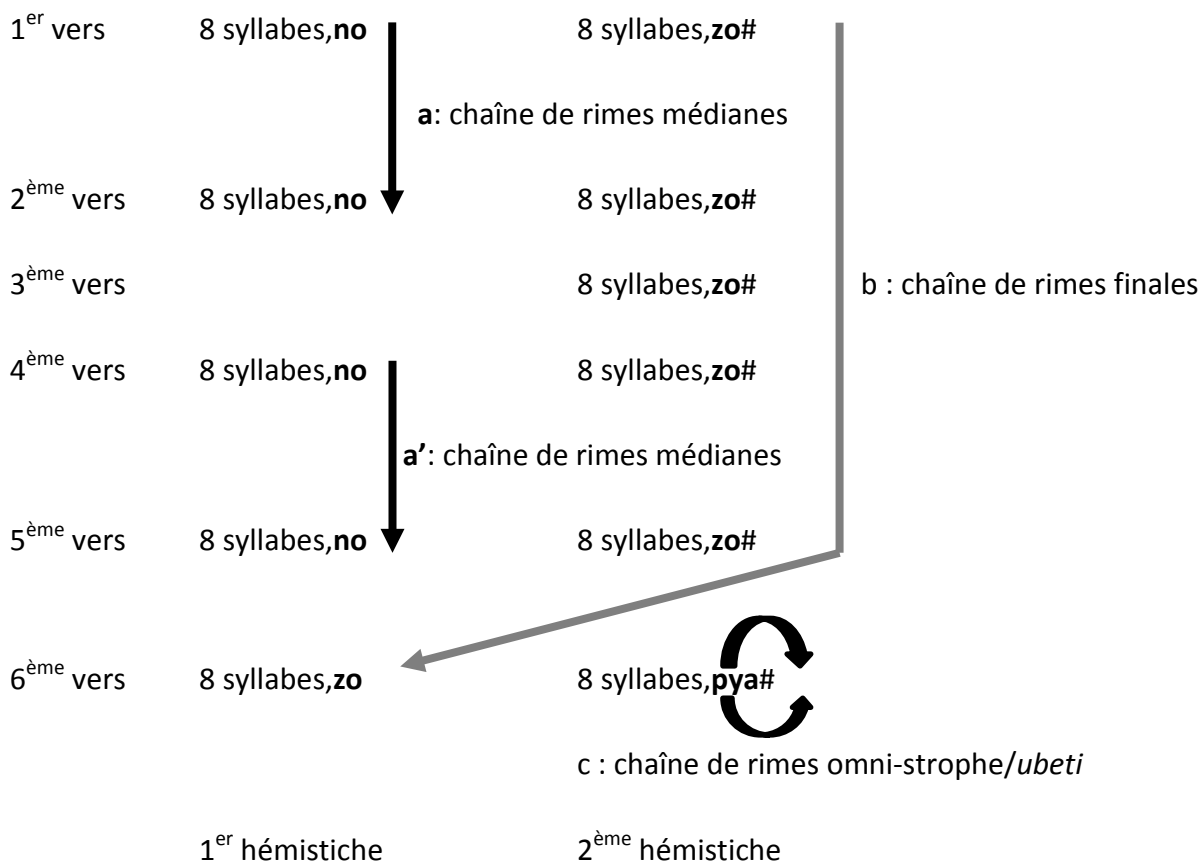 1er vers 8 syllabes,no 8 syllabes,zo#
a: chaîne de rimes médianes
2ème vers 8 syllabes,no 8 syllabes,zo#
3ème vers 8 syllabes,zo# b : chaîne de rimes finales
4ème vers 8 syllabes,no 8 syllabes,zo#
a’: chaîne de rimes médianes
5ème vers 8 syllabes,no 8 syllabes,zo#
6ème vers 8 syllabes,zo 8 syllabes,pya#
c : chaîne de rimes omni-strophe/ubeti
1er hémistiche 2ème hémistiche